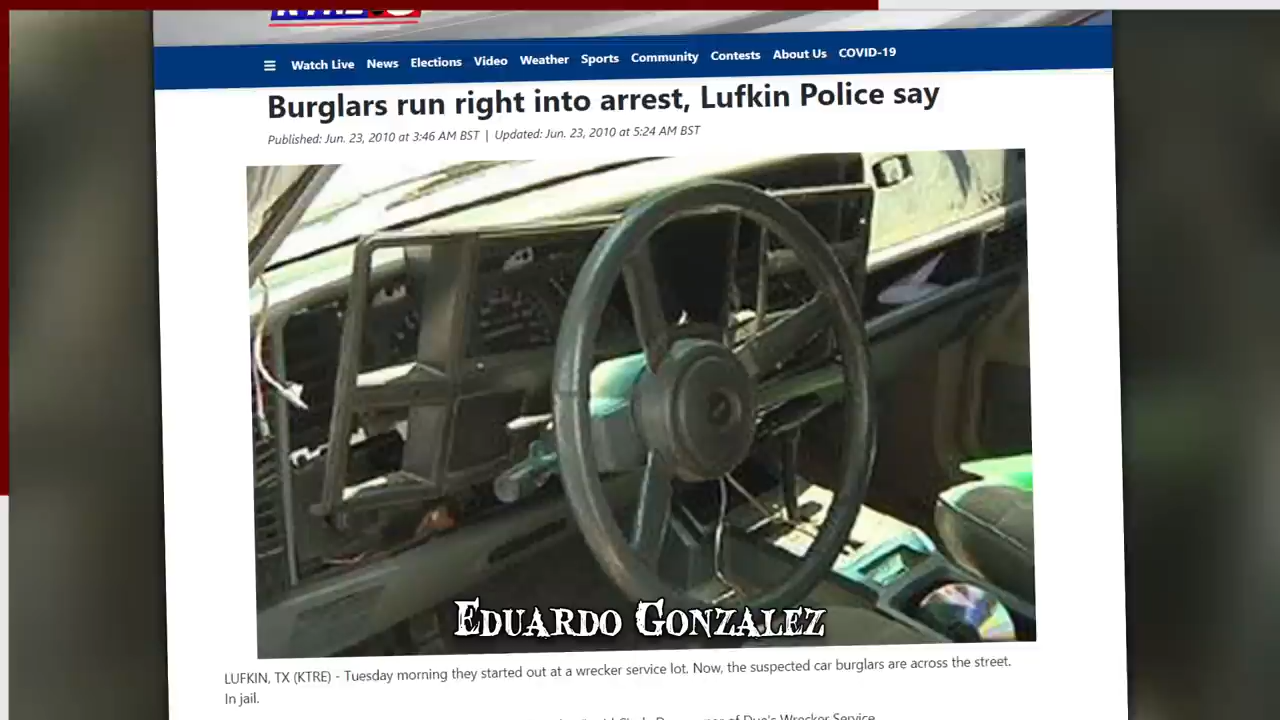 Watch Live News Elections Video Weather Sports Community Contests About Us COVID-19
Burglars run right into arrest, Lufkin Police say
Published: Jun. 23, 2010 at 3:46 AM BST | Updated: Jun. 23, 2010 at 5:24 AM BST
EDUARDO GONZALEZ
LUFKIN, TX (KTRE) - Tuesday morning they started out at a wrecker service lot. Now, the suspected car burglars are across the street.
In jail.